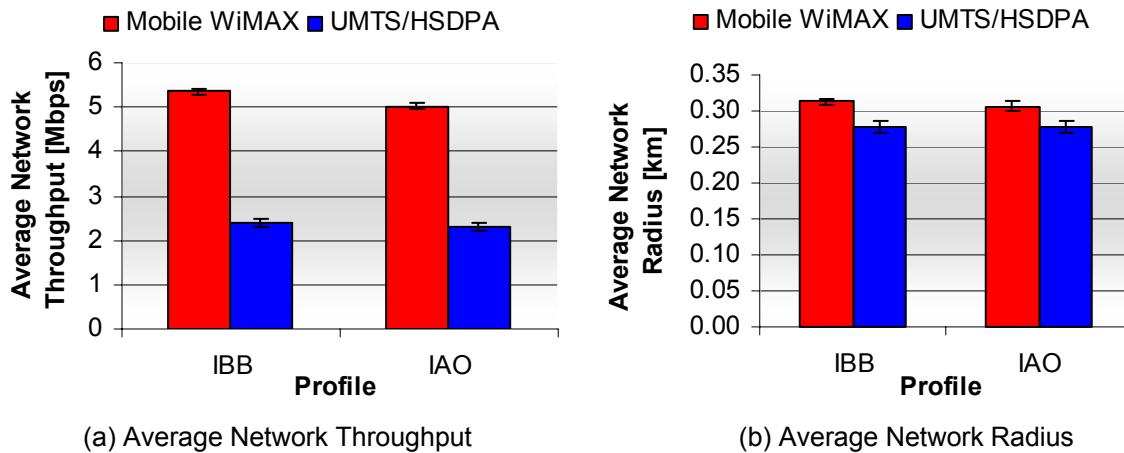 Mobile WiMAX UMTS/HSDPA
Average Network
Throughput [Mbps]
6
5
4
3
2
1
0
IBB IAO
Profile
(a) Average Network Throughput
Mobile WiMAX UMTS/HSDPA
Average Network
Radius [km]
0.35
0.30
0.25
0.20
0.15
0.10
0.05
0.00
IBB IAO
Profile
(b) Average Network Radius